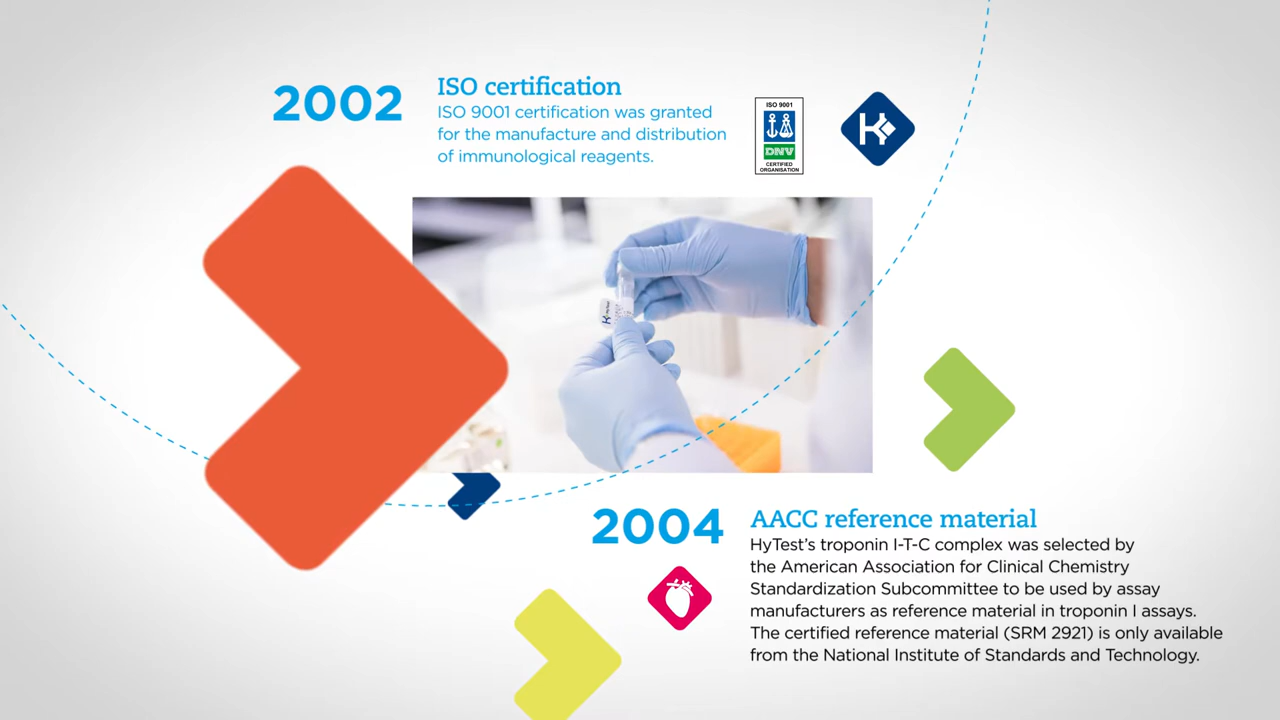 2002
ISO certification
ISO 9001 certification was granted
for the manufacture and distribution
of immunological reagents.
ISO 9001
DNV
CERTIFIED
ORGANISATION
2004
AACC reference material
HyTest's troponin I-T-C complex was selected by
the American Association for Clinical Chemistry
Standardization Subcommittee to be used by assay
manufacturers as reference material in troponin I assays.
The certified reference material (SRM 2921) is only available
from the National Institute of Standards and Technology.